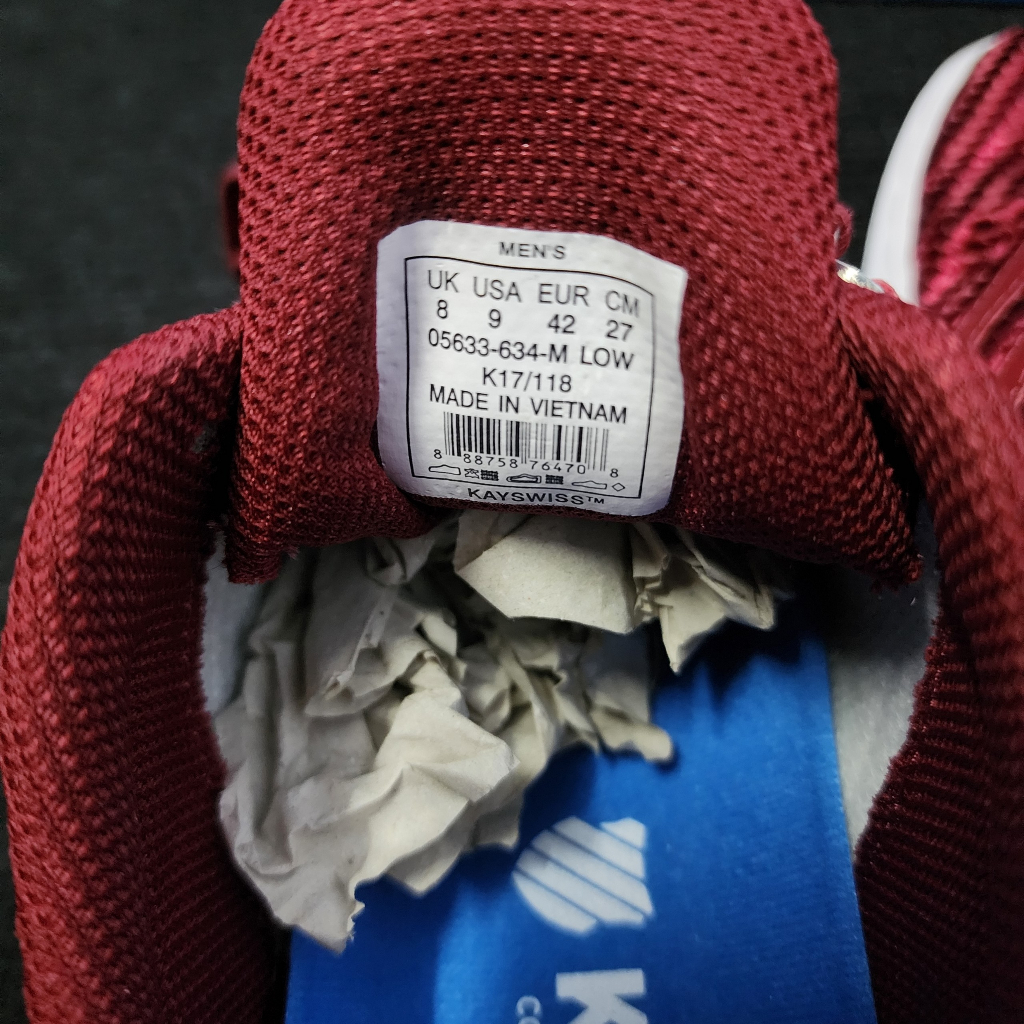 MEN'S
UK USA EUR CM
8 9 42 27
05633-634-M LOW
K17/118
MADE IN VIETNAM
8 88758 76470 8
KAYSWISS™
K
CO